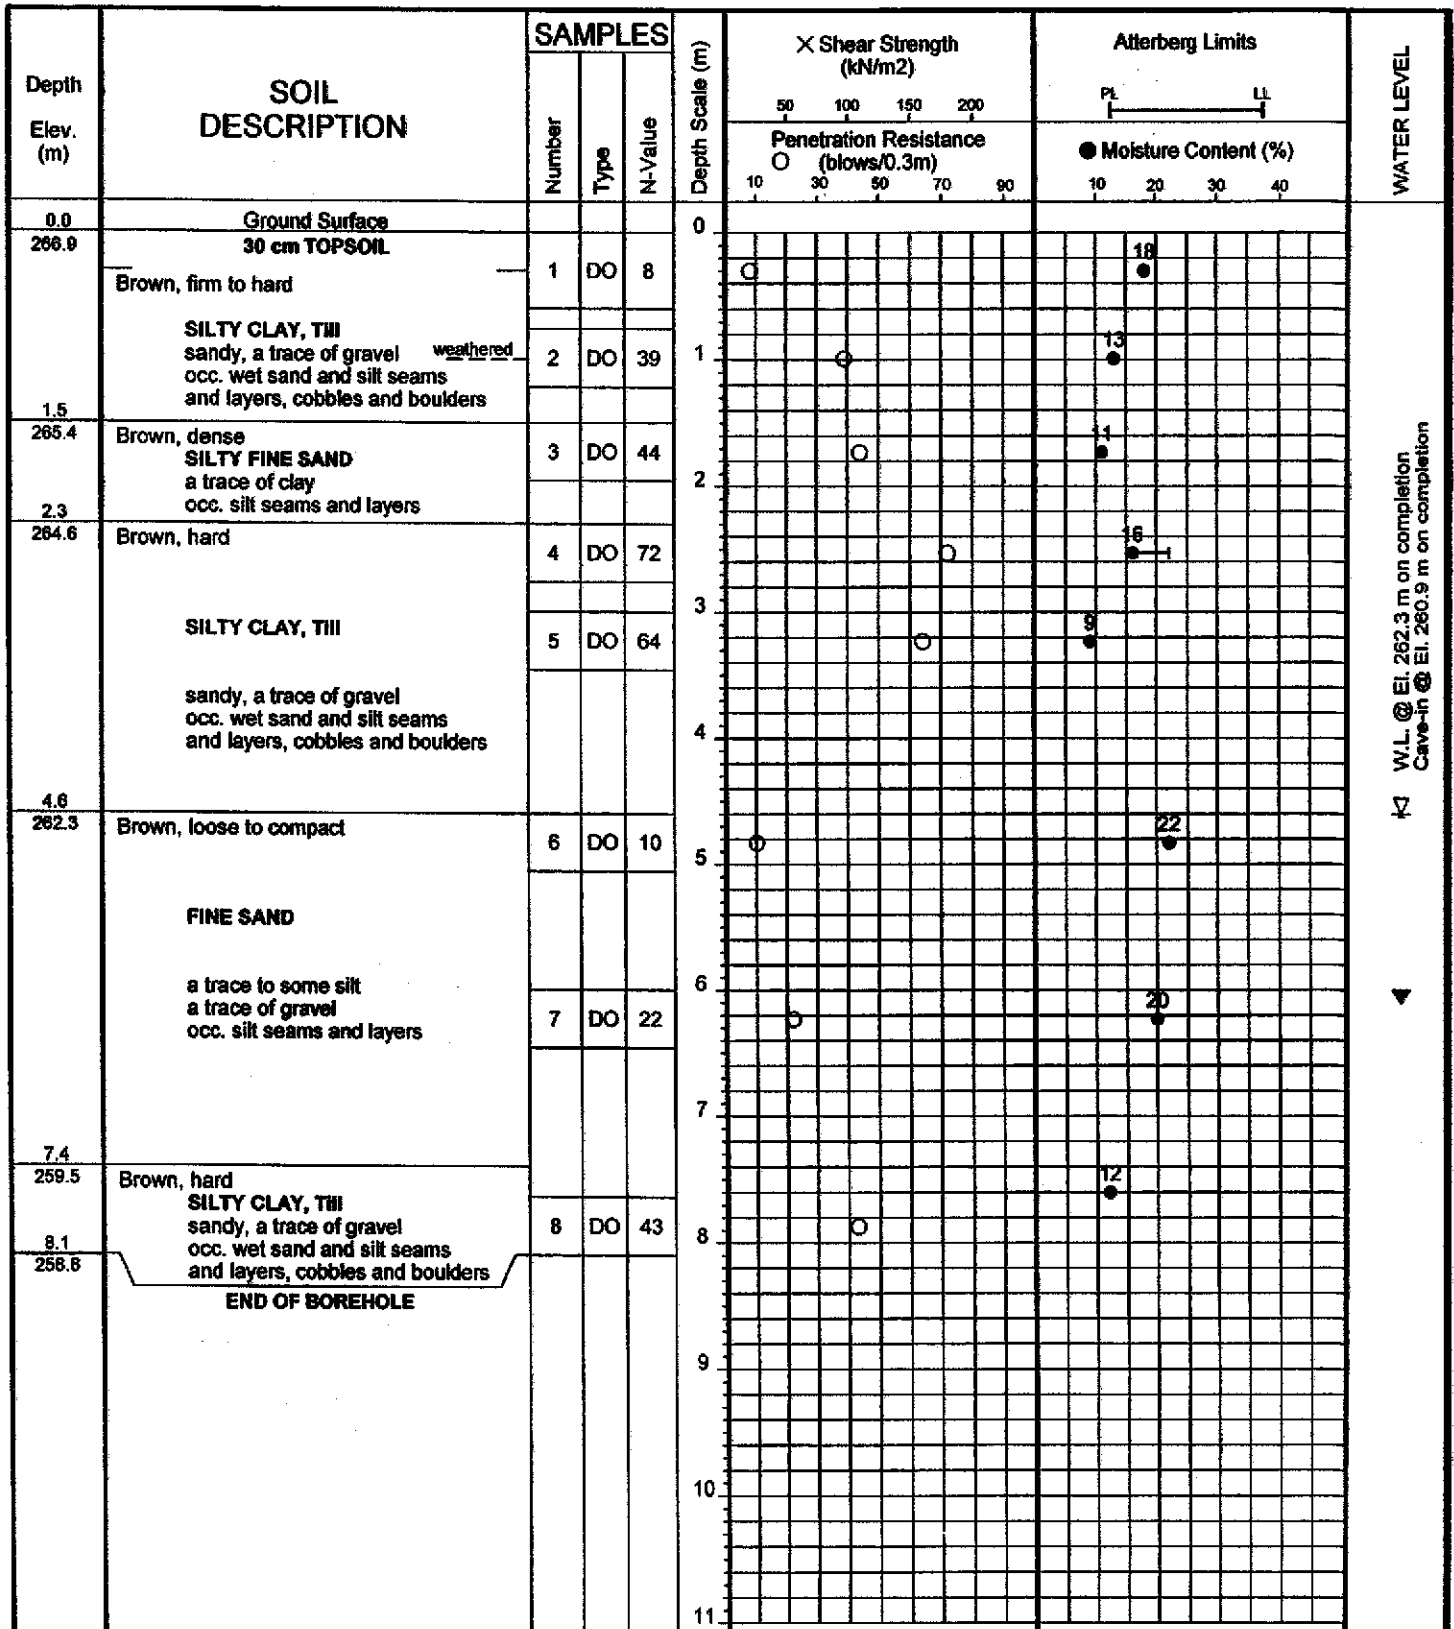 Depth
Elev.
(m)
SOIL
DESCRIPTION
SAMPLES
Number
Type
N-Value
Depth Scale (m)
× Shear Strength
(kN/m2)
50 100 150 200
Penetration Resistance
O (blows/0.3m)
10 30 50 70 90
Atterberg Limits
PL LL
● Moisture Content (%)
10 20 30 40
WATER LEVEL
0.0 Ground Surface 0
266.9 30 cm TOPSOIL
1 DO 8 18
Brown, firm to hard
SILTY CLAY, Till
sandy, a trace of gravel weathered 2 DO 39 1 13
occ. wet sand and silt seams
and layers, cobbles and boulders
1.5
265.4 Brown, dense
SILTY FINE SAND 3 DO 44 11
a trace of clay 2
occ. silt seams and layers
2.3
264.6 Brown, hard
4 DO 72 16
3
SILTY CLAY, Till 5 DO 64 9
sandy, a trace of gravel
occ. wet sand and silt seams
and layers, cobbles and boulders 4
4.6
262.3 Brown, loose to compact
6 DO 10 22
5
FINE SAND
a trace to some silt 6
a trace of gravel 7 DO 22 20
occ. silt seams and layers
7
7.4
259.5 Brown, hard 12
SILTY CLAY, Till
sandy, a trace of gravel 8 DO 43
8.1 occ. wet sand and silt seams 8
258.8 and layers, cobbles and boulders
END OF BOREHOLE
9
10
11
W.L. @ El. 262.3 m on completion
Cave-in @ El. 260.9 m on completion